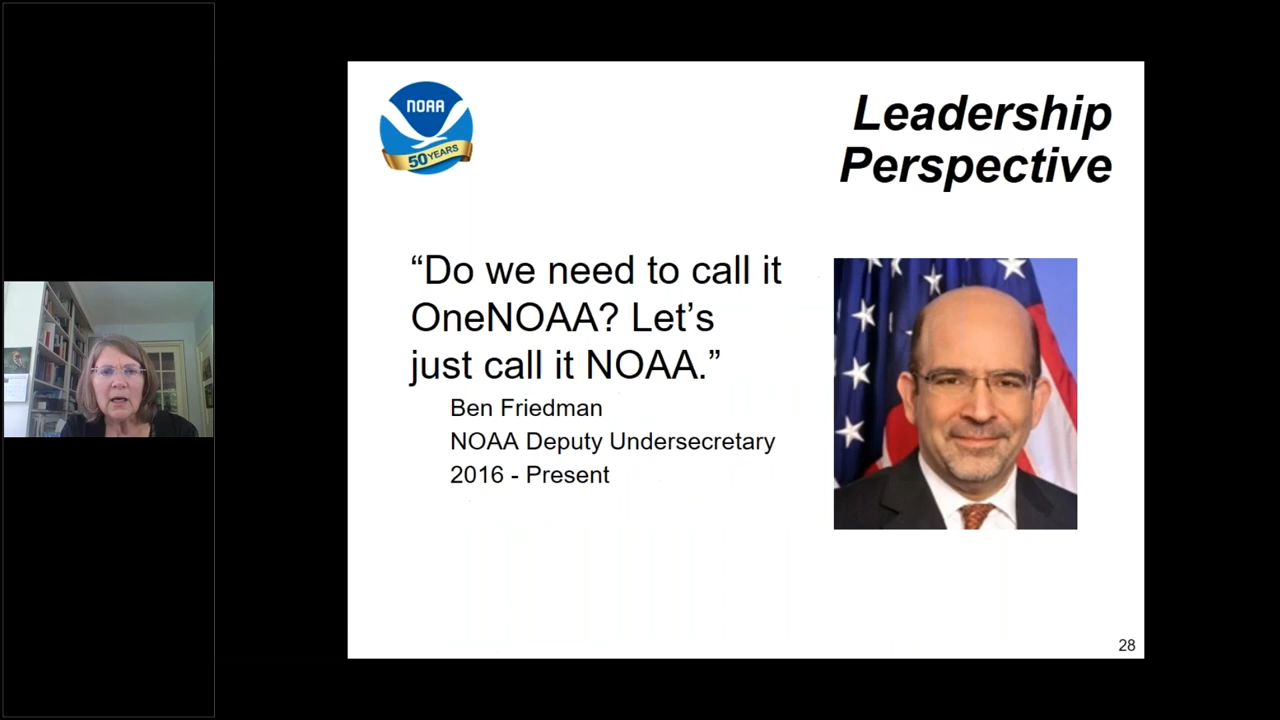 NOAA
50 YEARS
Leadership
Perspective
“Do we need to call it
OneNOAA? Let’s
just call it NOAA.”
Ben Friedman
NOAA Deputy Undersecretary
2016 - Present
28